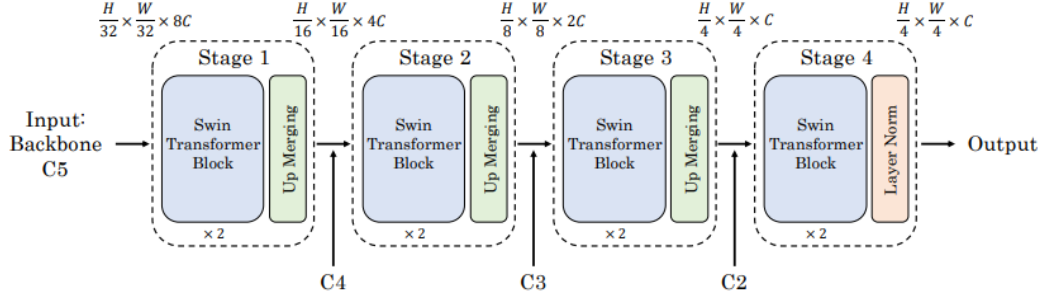 H/32 × W/32 × 8C
H/16 × W/16 × 4C
H/8 × W/8 × 2C
H/4 × W/4 × C
H/4 × W/4 × C
Stage 1
Stage 2
Stage 3
Stage 4
Input:
Backbone
C5
Swin
Transformer
Block
Up Merging
Swin
Transformer
Block
Up Merging
Swin
Transformer
Block
Up Merging
Swin
Transformer
Block
Layer Norm
Output
× 2
× 2
× 2
× 2
C4
C3
C2